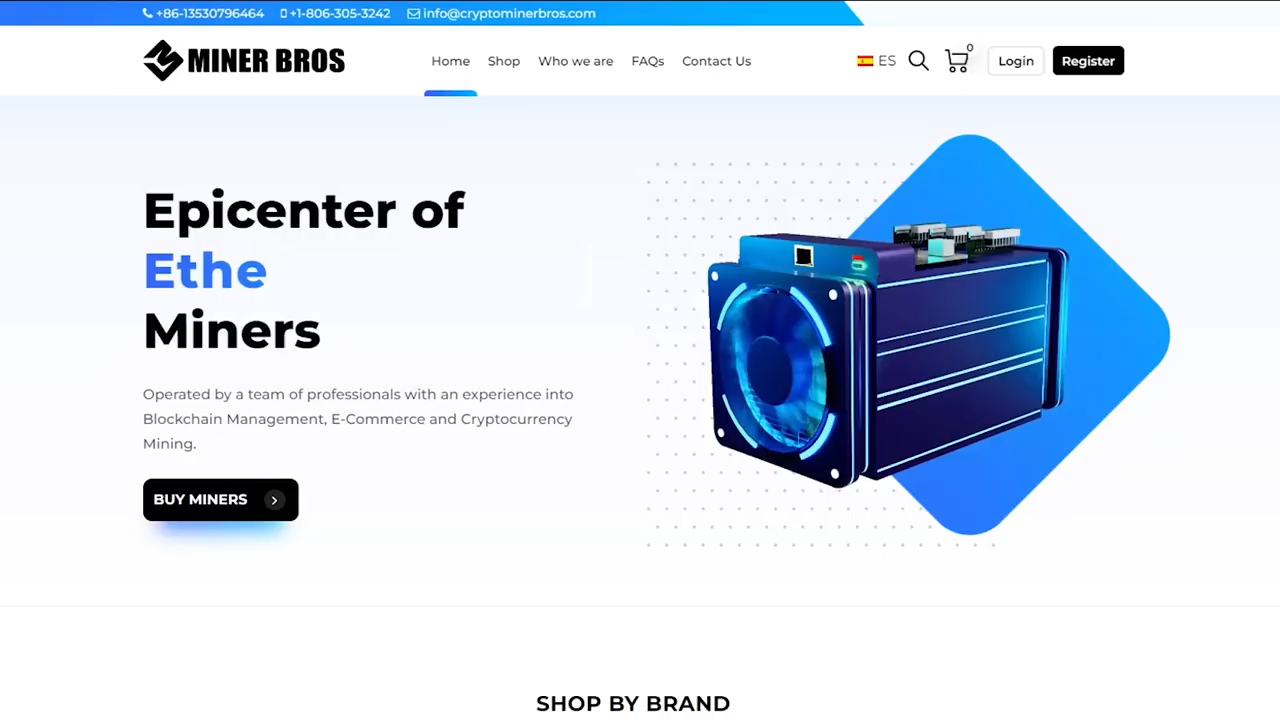 +86-13530796464 +1-806-305-3242 info@cryptominerbros.com
MINER BROS Home Shop Who we are FAQs Contact Us ES 0 Login Register
Epicenter of
Ethe
Miners
Operated by a team of professionals with an experience into
Blockchain Management, E-Commerce and Cryptocurrency
Mining.
BUY MINERS
SHOP BY BRAND